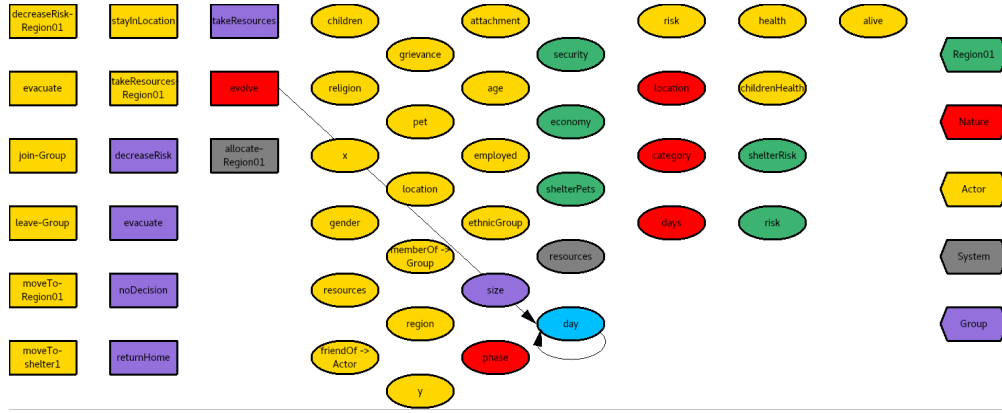 decreaseRisk-
Region01
stayInLocation
takeResources
children
attachment
risk
health
alive
grievance
security
Region01
evacuate
takeResources-
Region01
evolve
religion
age
location
childrenHealth
pet
economy
Nature
join-Group
decreaseRisk
allocate-
Region01
x
employed
category
shelterRisk
location
shelterPets
Actor
leave-Group
evacuate
gender
ethnicGroup
days
risk
memberOf ->
Group
resources
System
moveTo-
Region01
noDecision
resources
size
region
day
Group
moveTo-
shelter1
returnHome
friendOf ->
Actor
phase
y